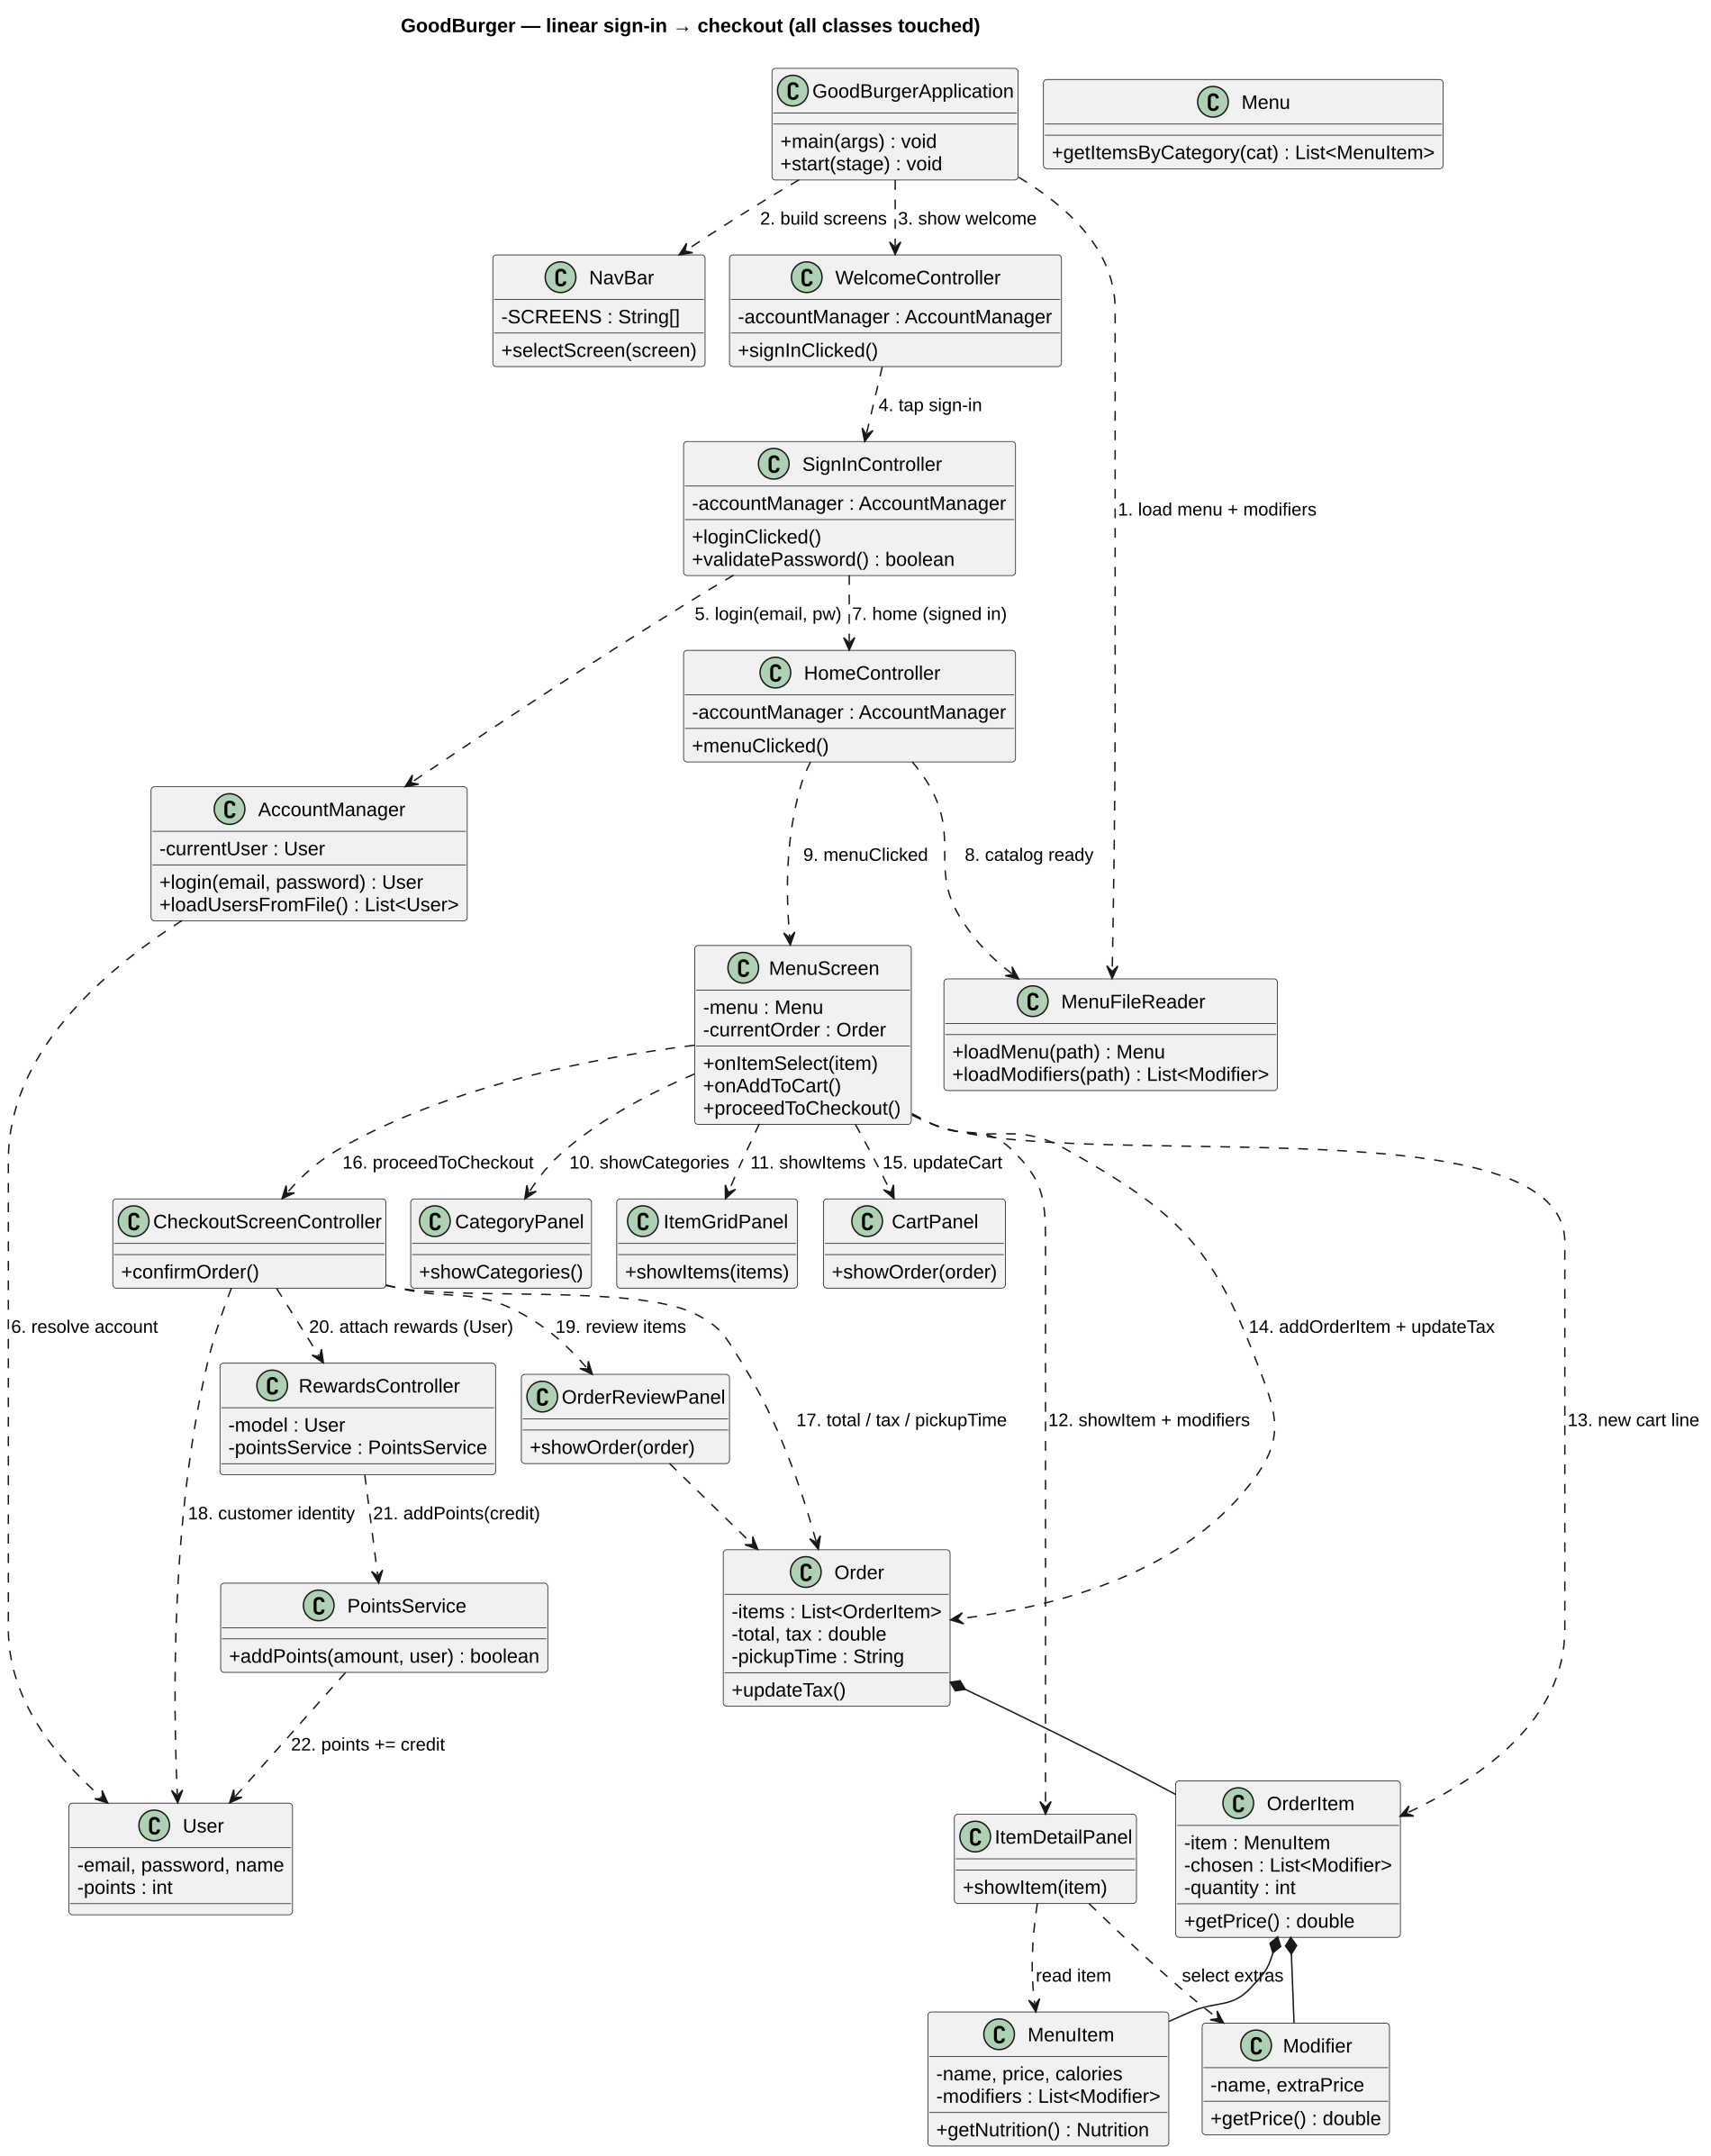 GoodBurger — linear sign-in → checkout (all classes touched)
C GoodBurgerApplication
+main(args) : void
+start(stage) : void
C Menu
+getItemsByCategory(cat) : List<MenuItem>
2. build screens
3. show welcome
C NavBar
-SCREENS : String[]
+selectScreen(screen)
C WelcomeController
-accountManager : AccountManager
+signInClicked()
4. tap sign-in
C SignInController
-accountManager : AccountManager
+loginClicked()
+validatePassword() : boolean
1. load menu + modifiers
5. login(email, pw)
7. home (signed in)
C HomeController
-accountManager : AccountManager
+menuClicked()
C AccountManager
-currentUser : User
+login(email, password) : User
+loadUsersFromFile() : List<User>
9. menuClicked
8. catalog ready
C MenuScreen
-menu : Menu
-currentOrder : Order
+onItemSelect(item)
+onAddToCart()
+proceedToCheckout()
C MenuFileReader
+loadMenu(path) : Menu
+loadModifiers(path) : List<Modifier>
16. proceedToCheckout
10. showCategories
11. showItems
15. updateCart
C CheckoutScreenController
+confirmOrder()
C CategoryPanel
+showCategories()
C ItemGridPanel
+showItems(items)
C CartPanel
+showOrder(order)
6. resolve account
20. attach rewards (User)
19. review items
14. addOrderItem + updateTax
C RewardsController
-model : User
-pointsService : PointsService
C OrderReviewPanel
+showOrder(order)
17. total / tax / pickupTime
12. showItem + modifiers
13. new cart line
18. customer identity
21. addPoints(credit)
C PointsService
+addPoints(amount, user) : boolean
C Order
-items : List<OrderItem>
-total, tax : double
-pickupTime : String
+updateTax()
22. points += credit
C User
-email, password, name
-points : int
C ItemDetailPanel
+showItem(item)
C OrderItem
-item : MenuItem
-chosen : List<Modifier>
-quantity : int
+getPrice() : double
read item
select extras
C MenuItem
-name, price, calories
-modifiers : List<Modifier>
+getNutrition() : Nutrition
C Modifier
-name, extraPrice
+getPrice() : double